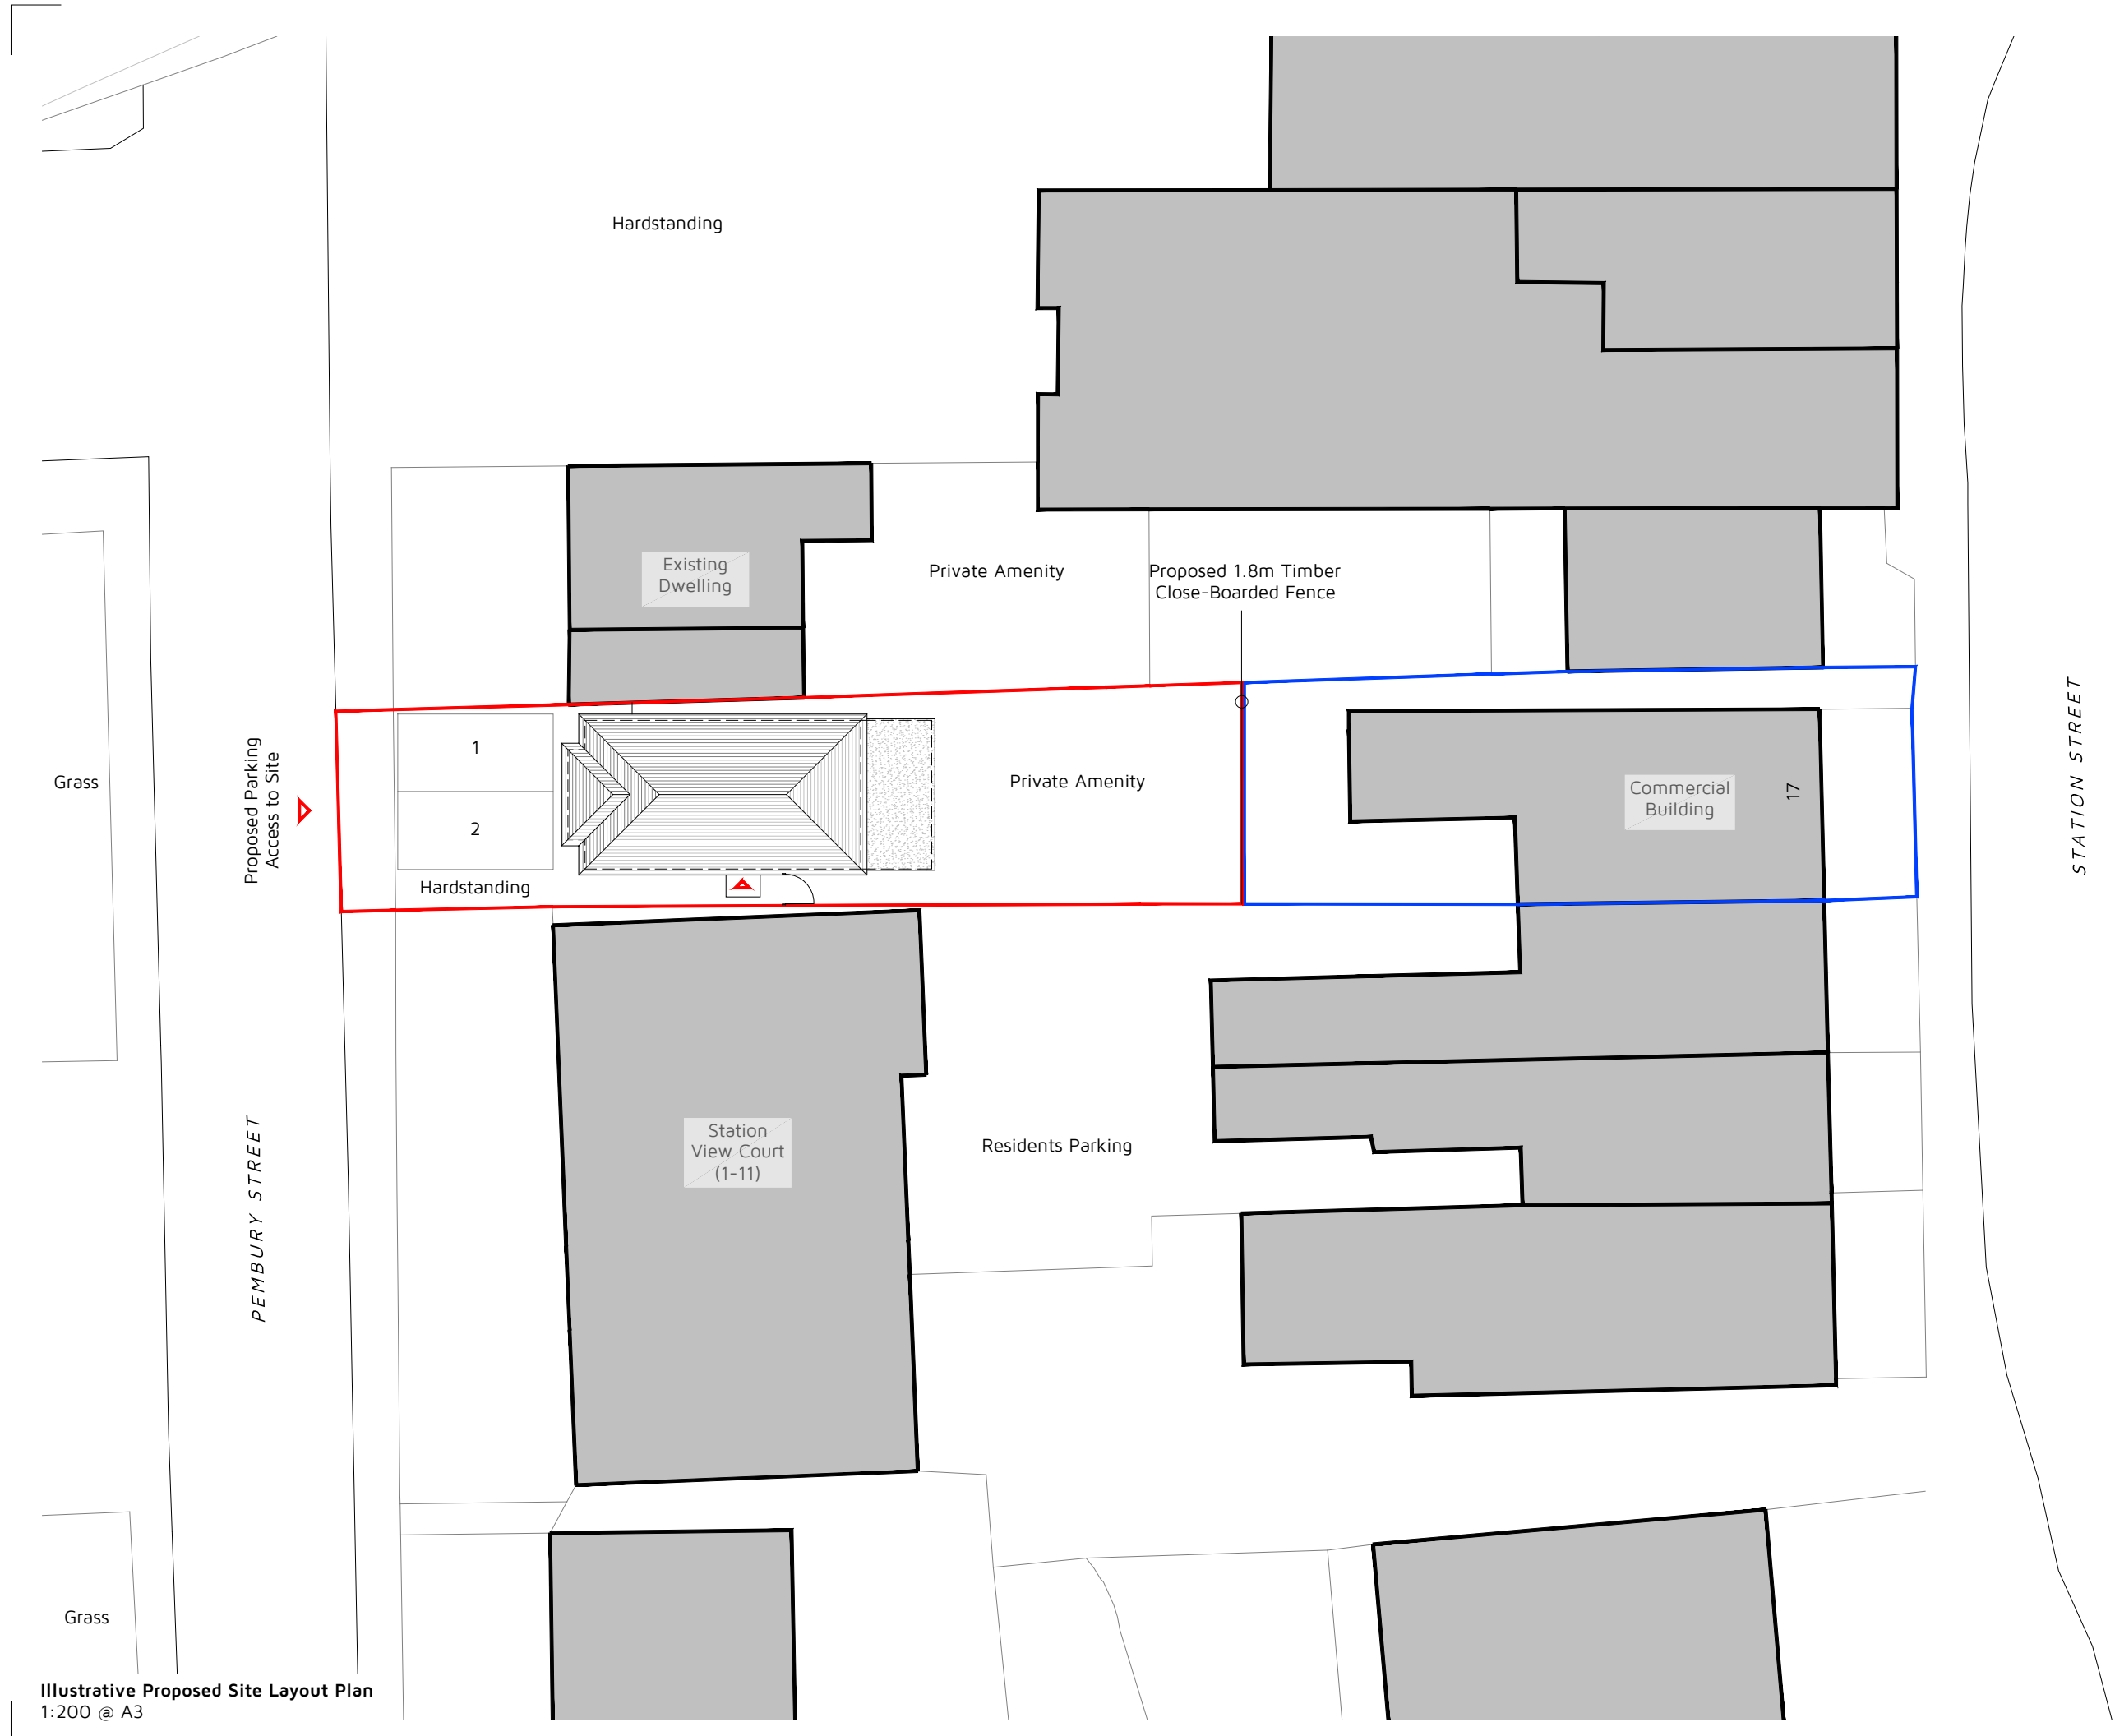 Hardstanding
Existing
Dwelling
Private Amenity
Proposed 1.8m Timber
Close-Boarded Fence
Grass
Proposed Parking
Access to Site
1
2
Hardstanding
Private Amenity
Commercial
Building
17
STATION STREET
PEMBURY STREET
Station
View Court
(1-11)
Residents Parking
Grass
Illustrative Proposed Site Layout Plan
1:200 @ A3